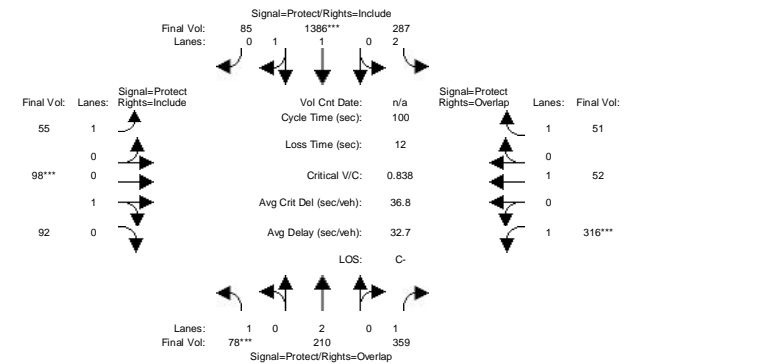 Signal=Protect/Rights=Include
Final Vol: 85 1386*** 287
Lanes: 0 1 1 0 2
Signal=Protect
Final Vol: Lanes: Rights=Include
Vol Cnt Date: n/a
Signal=Protect
Rights=Overlap Lanes: Final Vol:
Cycle Time (sec): 100
55 1
1 51
Loss Time (sec): 12
0
0
98*** 0
Critical V/C: 0.838
1 52
1
Avg Crit Del (sec/veh): 36.8
0
92 0
Avg Delay (sec/veh): 32.7
1 316***
LOS: C-
Lanes: 1 0 2 0 1
Final Vol: 78*** 210 359
Signal=Protect/Rights=Overlap